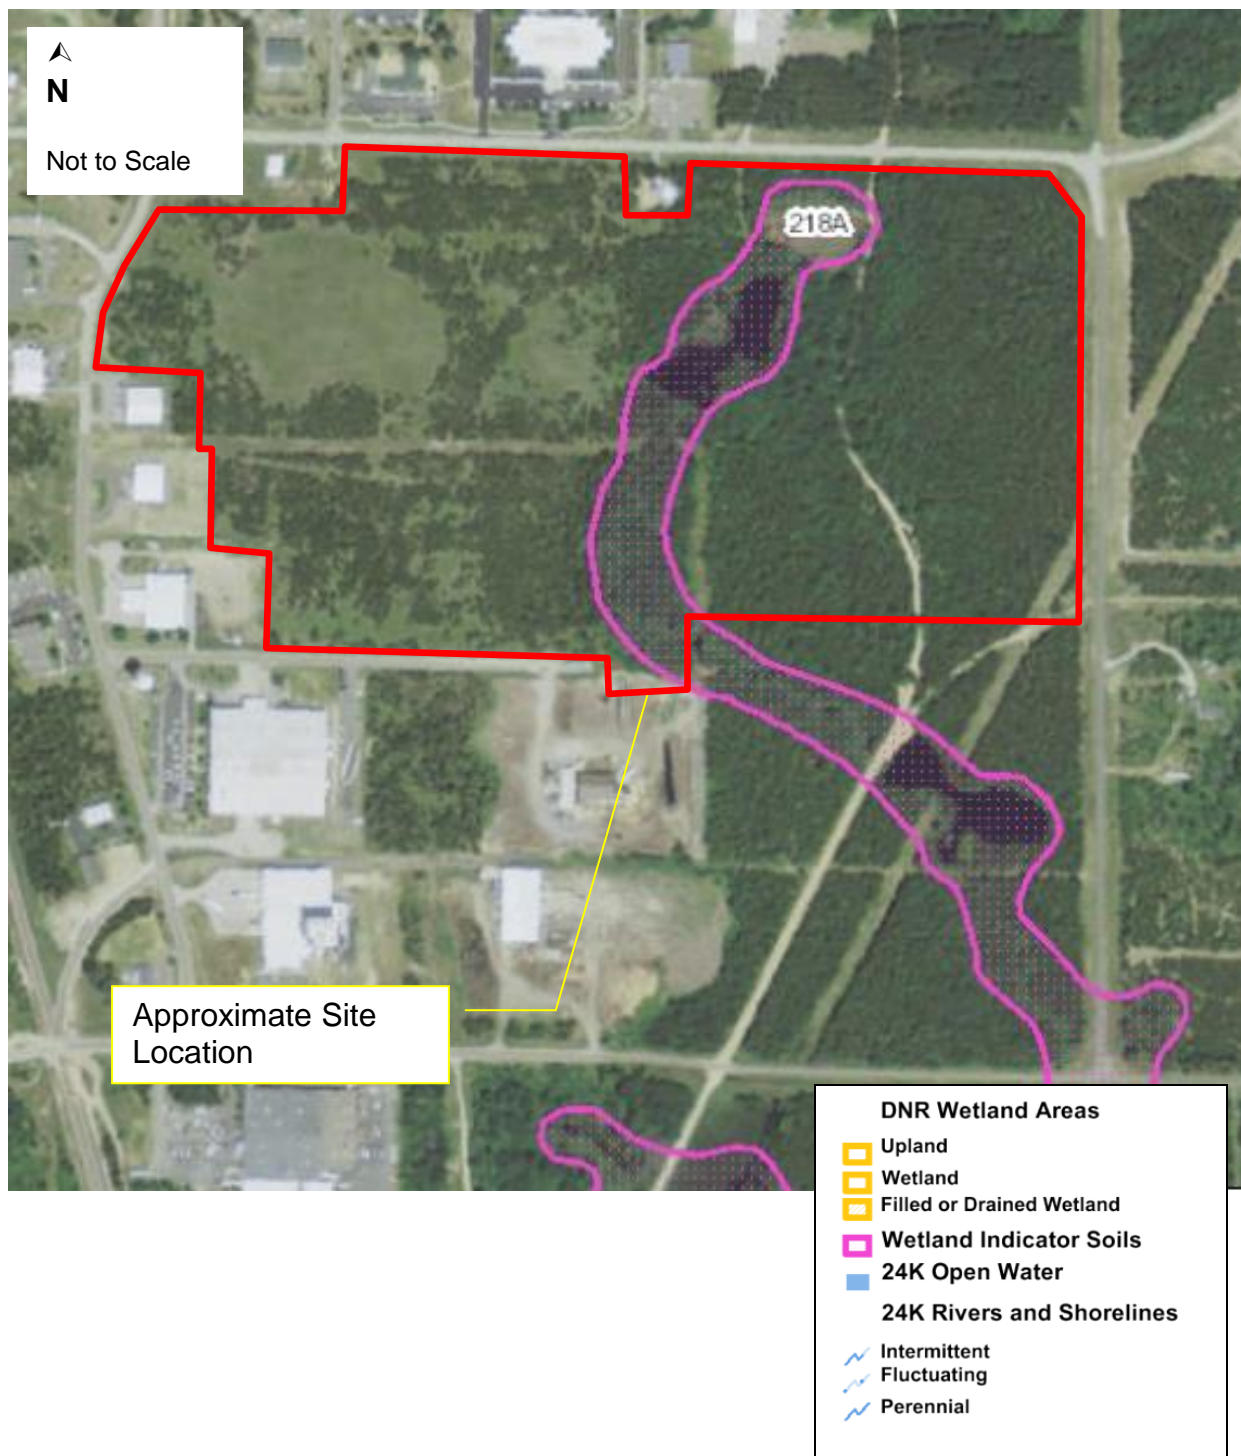 N
Not to Scale
218A
Approximate Site
Location
DNR Wetland Areas
Upland
Wetland
Filled or Drained Wetland
Wetland Indicator Soils
24K Open Water
24K Rivers and Shorelines
Intermittent
Fluctuating
Perennial